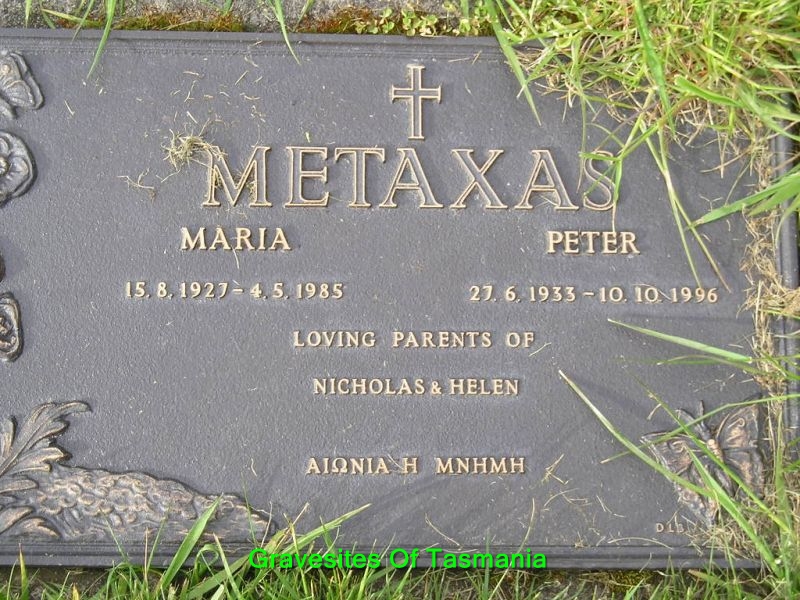 METAXAS
MARIA PETER
15.8.1927 – 4.5.1985 27.6.1933 – 10.10.1996
LOVING PARENTS OF
NICHOLAS & HELEN
ΑΙΩΝΙΑ Η ΜΝΗΜΗ
Gravesites Of Tasmania